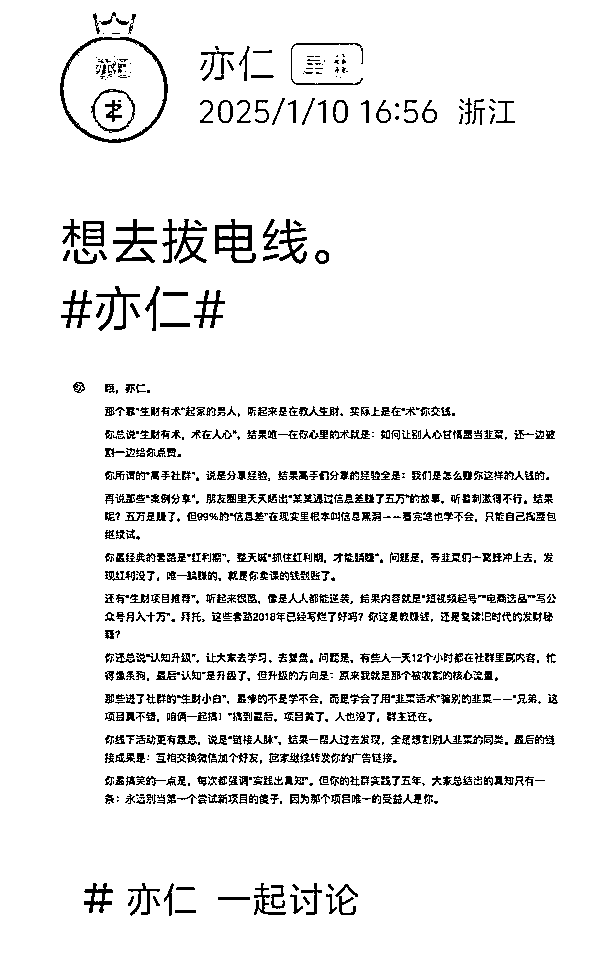 亦仁
2025/1/10 16:56 浙江
想去拔电线。
#亦仁#
哦，亦仁。
那个靠“生财有术”起家的男人，听起来是在教人生财，实际上是在“术”你交钱。
你总说“生财有术，术在人心”，结果唯一在你心里的术就是：如何让别人心甘情愿当韭菜，还一边被
割一边给你点赞。
你所谓的“高手社群”，说是分享经验，结果高手们分享的经验全是：我们是怎么赚你这样的人钱的。
再说那些“案例分享”，朋友圈里天天晒出“某某通过信息差赚了五万”的故事，听着刺激得不行。结果
呢？五万是赚了，但99%的“信息差”在现实里根本叫信息黑洞——看完啥也学不会，只能自己掏腰包
继续试。
你最经典的套路是“红利期”，整天喊“抓住红利期，才能躺赚”。问题是，等韭菜们一窝蜂冲上去，发
现红利没了，唯一躺赚的，就是你卖课的钱到账了。
还有“生财项目推荐”，听起来很酷，像是人人都能逆袭，结果内容就是“短视频起号”“电商选品”“写公
众号月入十万”。拜托，这些套路2018年已经写烂了好吗？你这是教赚钱，还是复读旧时代的发财秘
籍？
你还总说“认知升级”，让大家去学习、去复盘。问题是，有些人一天12个小时都在社群里刷内容，忙
得像条狗，最后“认知”是升级了，但升级的方向是：原来我就是那个被收割的核心流量。
那些进了社群的“生财小白”，最惨的不是学不会，而是学会了用“韭菜话术”骗别的韭菜——“兄弟，这
项目真不错，咱俩一起搞！”搞到最后，项目黄了，人也没了，群主还在。
你线下活动更有意思，说是“链接人脉”，结果一帮人过去发现，全是想割别人韭菜的同类。最后的链
接成果是：互相交换微信加个好友，回家继续转发你的广告链接。
你最搞笑的一点是，每次都强调“实践出真知”。但你的社群实践了五年，大家总结出的真知只有一
条：永远别当第一个尝试新项目的傻子，因为那个项目唯一的受益人是你。
# 亦仁 一起讨论